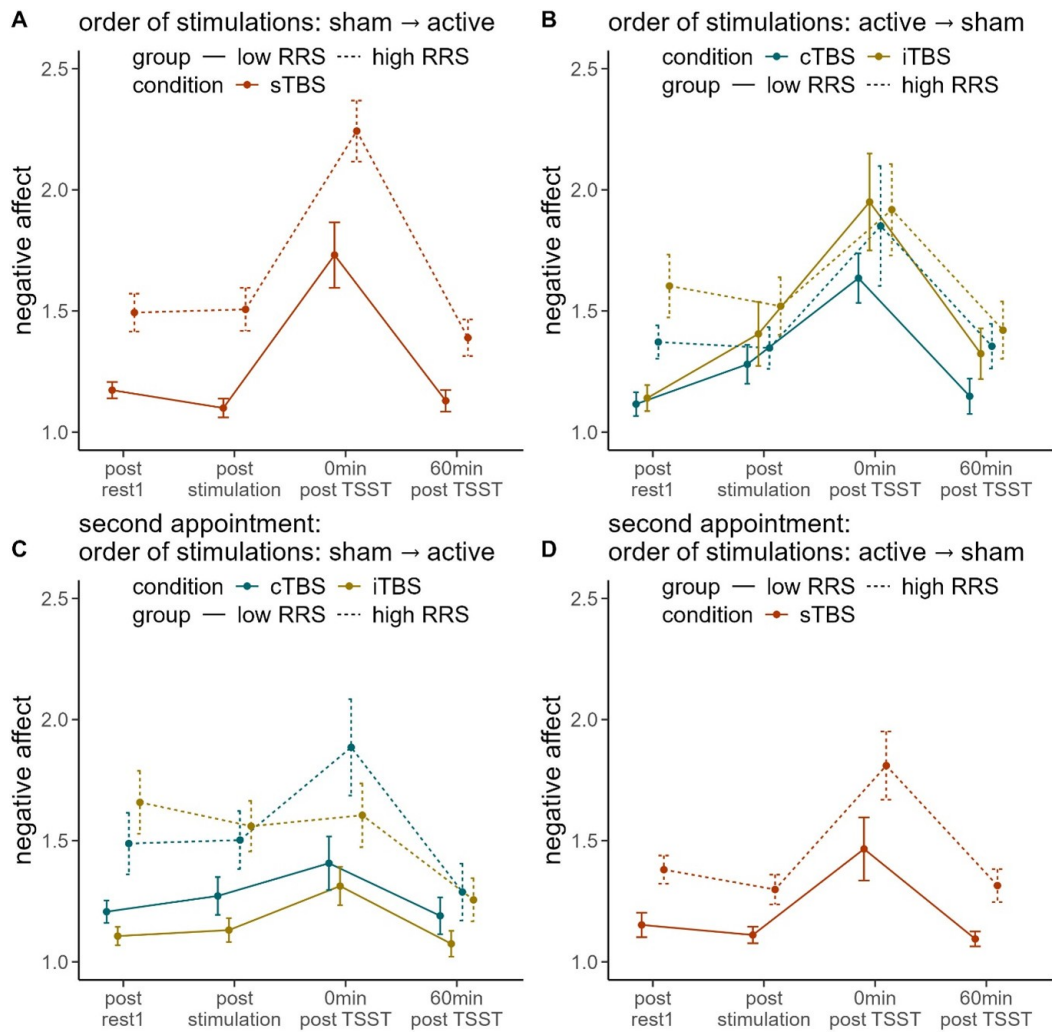 A order of stimulations: sham → active
group low RRS high RRS
condition sTBS
2.5
2.0
1.5
1.0
negative affect
post rest1
post stimulation
0min post TSST
60min post TSST
B order of stimulations: active → sham
condition cTBS iTBS
group low RRS high RRS
2.5
2.0
1.5
1.0
negative affect
post rest1
post stimulation
0min post TSST
60min post TSST
second appointment:
C order of stimulations: sham → active
condition cTBS iTBS
group low RRS high RRS
2.5
2.0
1.5
1.0
negative affect
post rest1
post stimulation
0min post TSST
60min post TSST
second appointment:
D order of stimulations: active → sham
group low RRS high RRS
condition sTBS
2.5
2.0
1.5
1.0
negative affect
post rest1
post stimulation
0min post TSST
60min post TSST